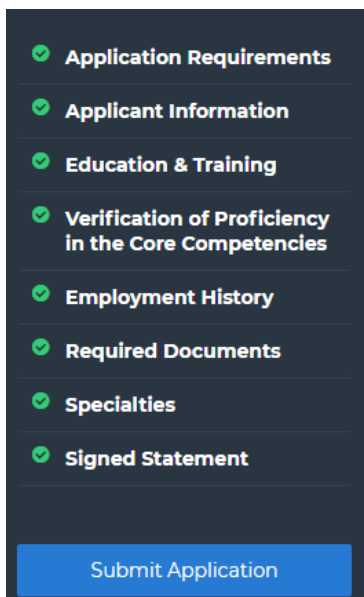 Application Requirements
Applicant Information
Education & Training
Verification of Proficiency
in the Core Competencies
Employment History
Required Documents
Specialties
Signed Statement
Submit Application